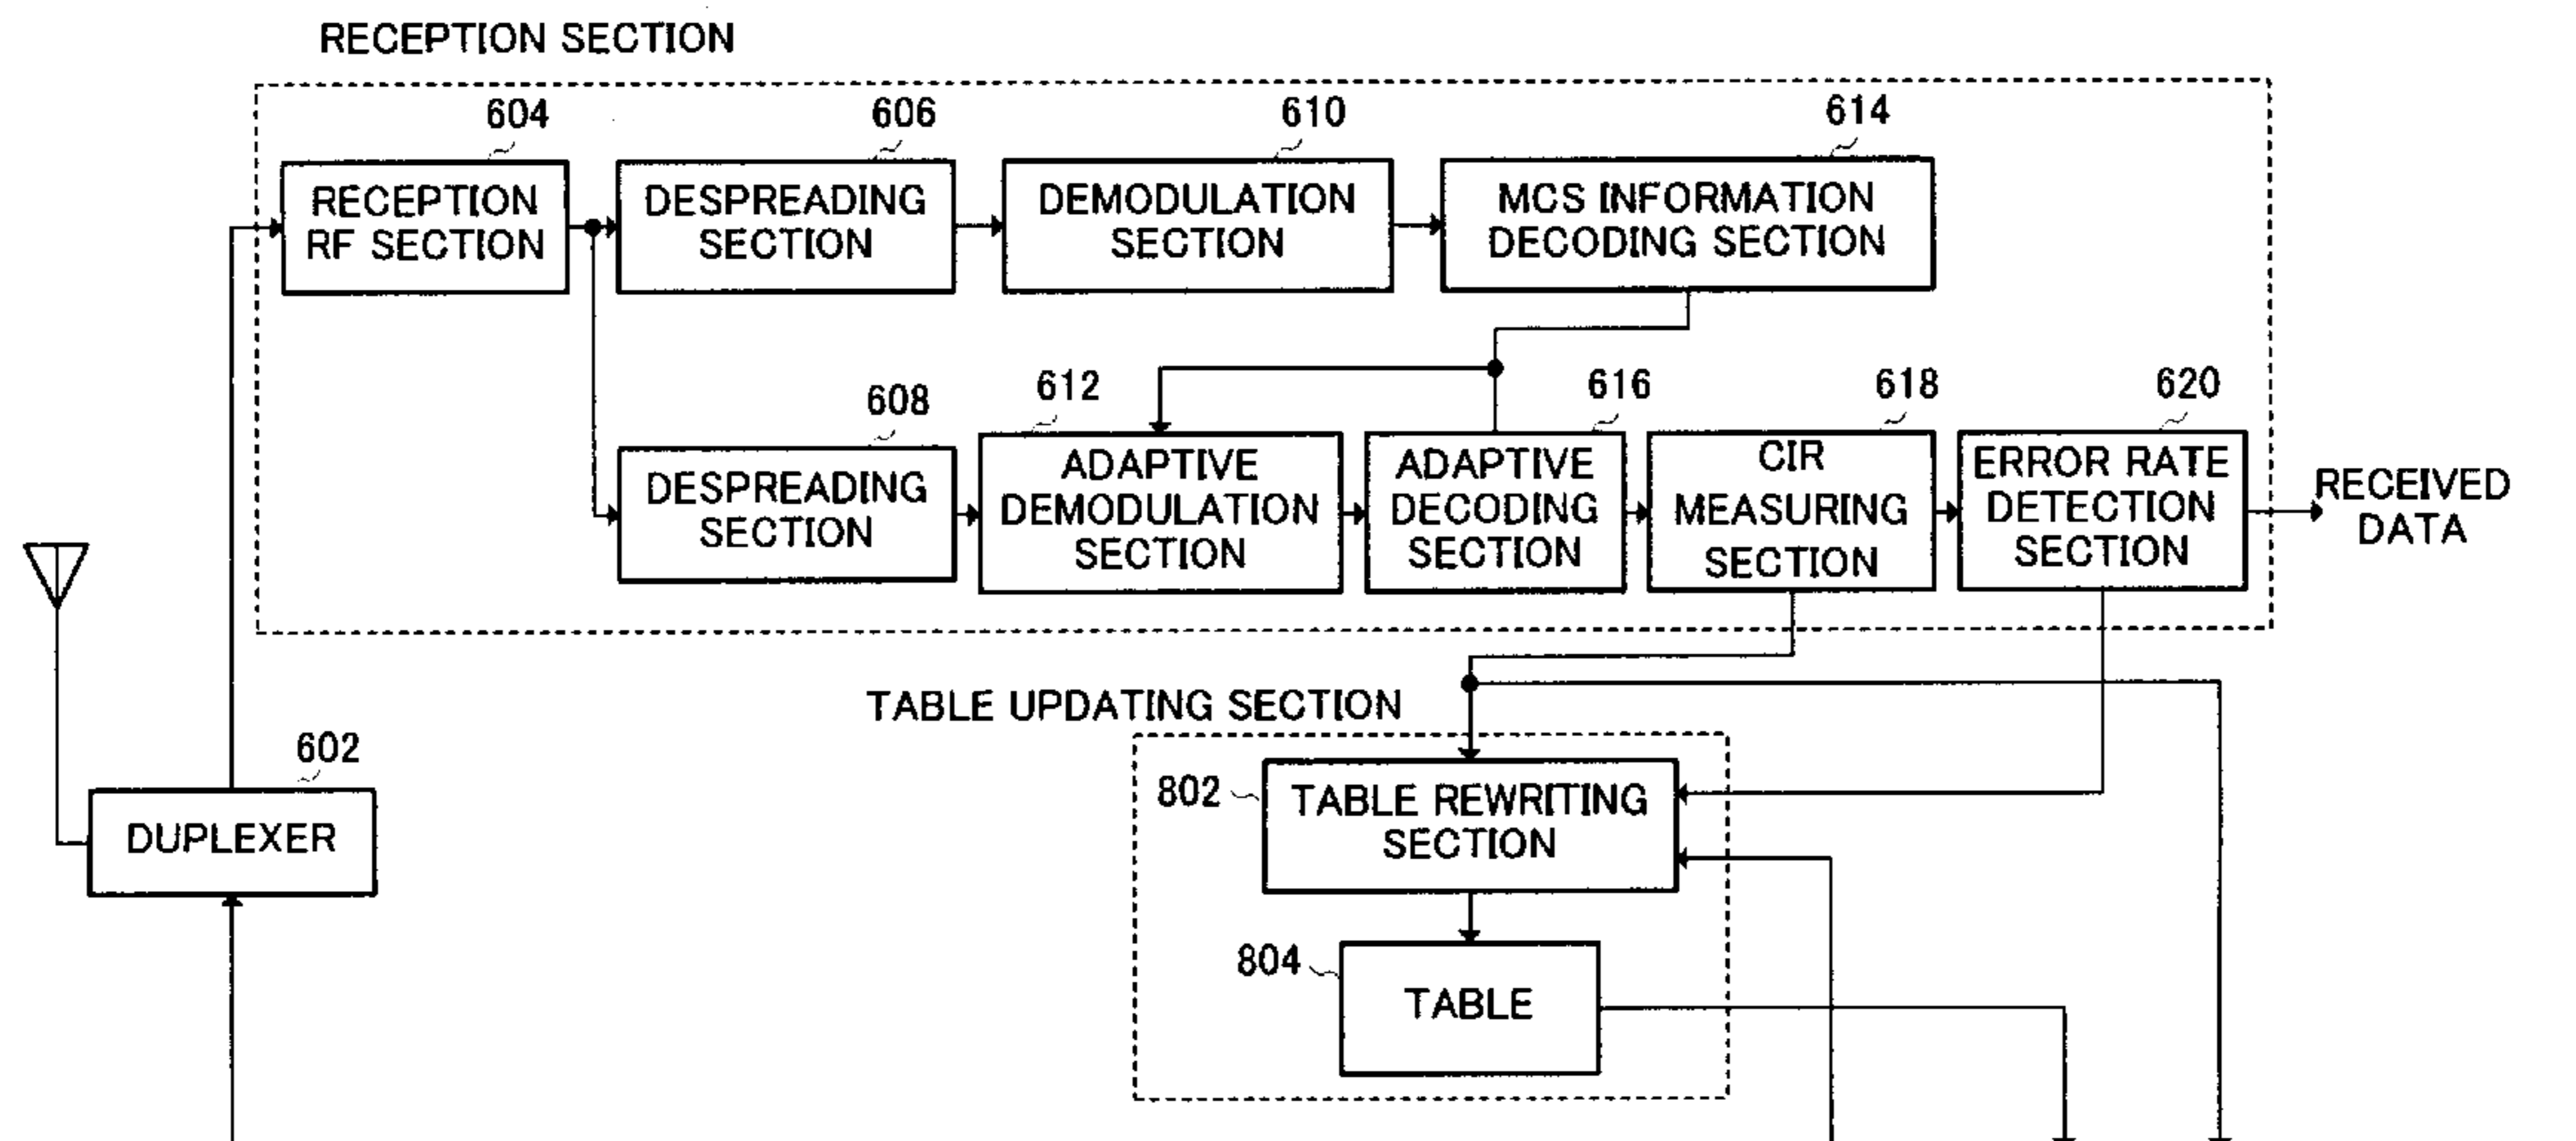 RECEPTION SECTION
604
606
610
614
RECEPTION
RF SECTION
DESPREADING
SECTION
DEMODULATION
SECTION
MCS INFORMATION
DECODING SECTION
608
612
616
618
620
DESPREADING
SECTION
ADAPTIVE
DEMODULATION
SECTION
ADAPTIVE
DECODING
SECTION
CIR
MEASURING
SECTION
ERROR RATE
DETECTION
SECTION
RECEIVED
DATA
TABLE UPDATING SECTION
602
DUPLEXER
802
TABLE REWRITING
SECTION
804
TABLE